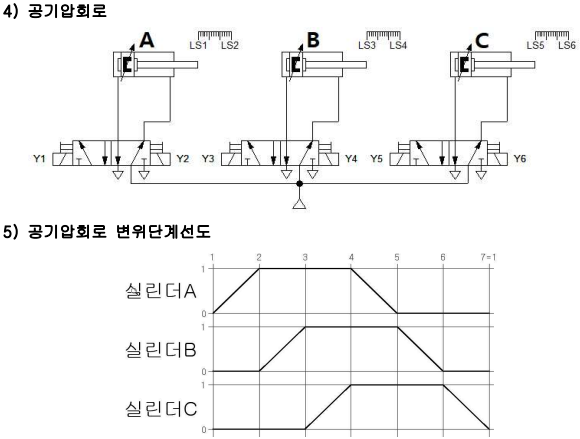 4) 공기압회로
A B C
LS1 LS2 LS3 LS4 LS5 LS6
Y1 Y2 Y3 Y4 Y5 Y6
5) 공기압회로 변위단계선도
1 2 3 4 5 6 7=1
실린더A 1 0
실린더B 1 0
실린더C 1 0